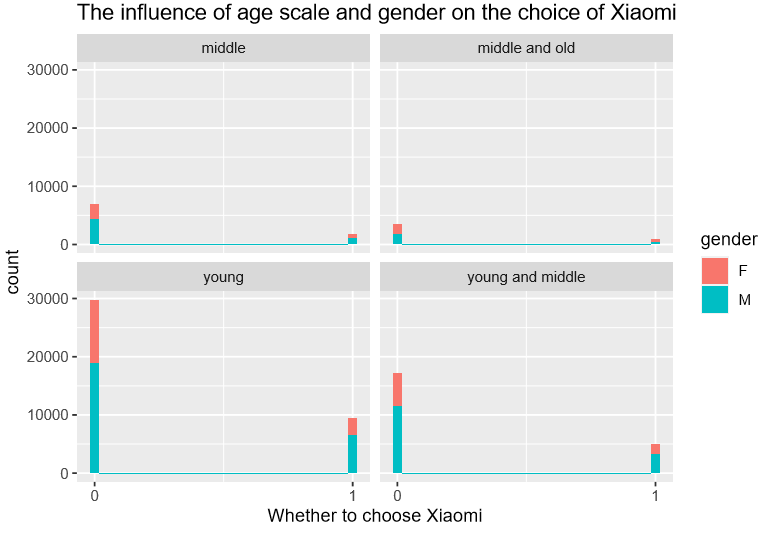 The influence of age scale and gender on the choice of Xiaomi
middle
middle and old
30000
20000
10000
0
count
young
young and middle
30000
20000
10000
0
0
1
0
1
Whether to choose Xiaomi
gender
F
M